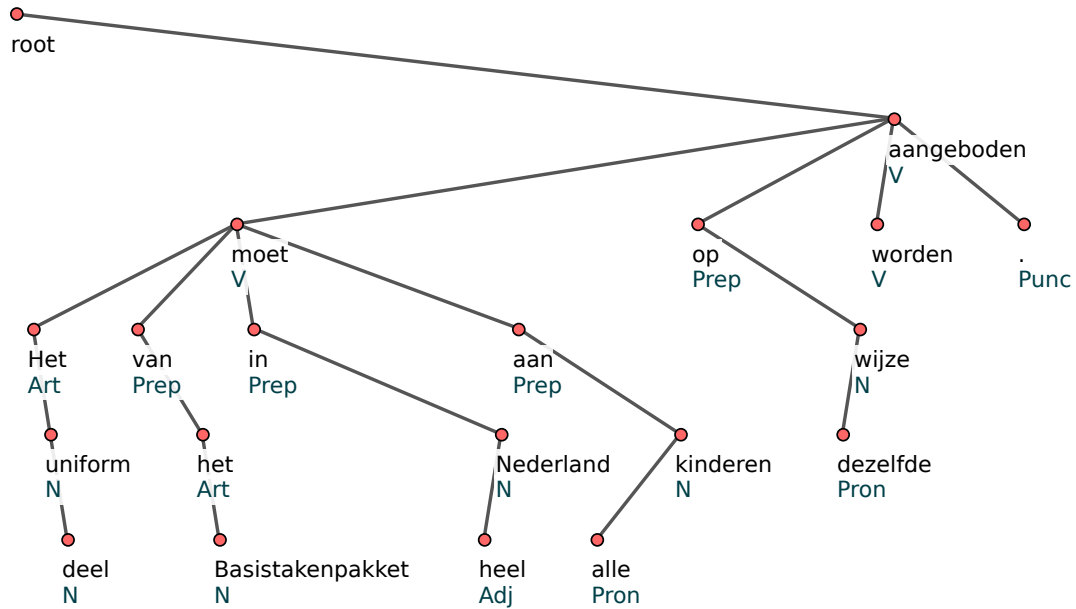 root
aangeboden
V
moet op worden .
V Prep V Punc
Het van in aan wijze
Art Prep Prep Prep N
uniform het Nederland kinderen dezelfde
N Art N N Pron
deel Basistakenpakket heel alle
N N Adj Pron